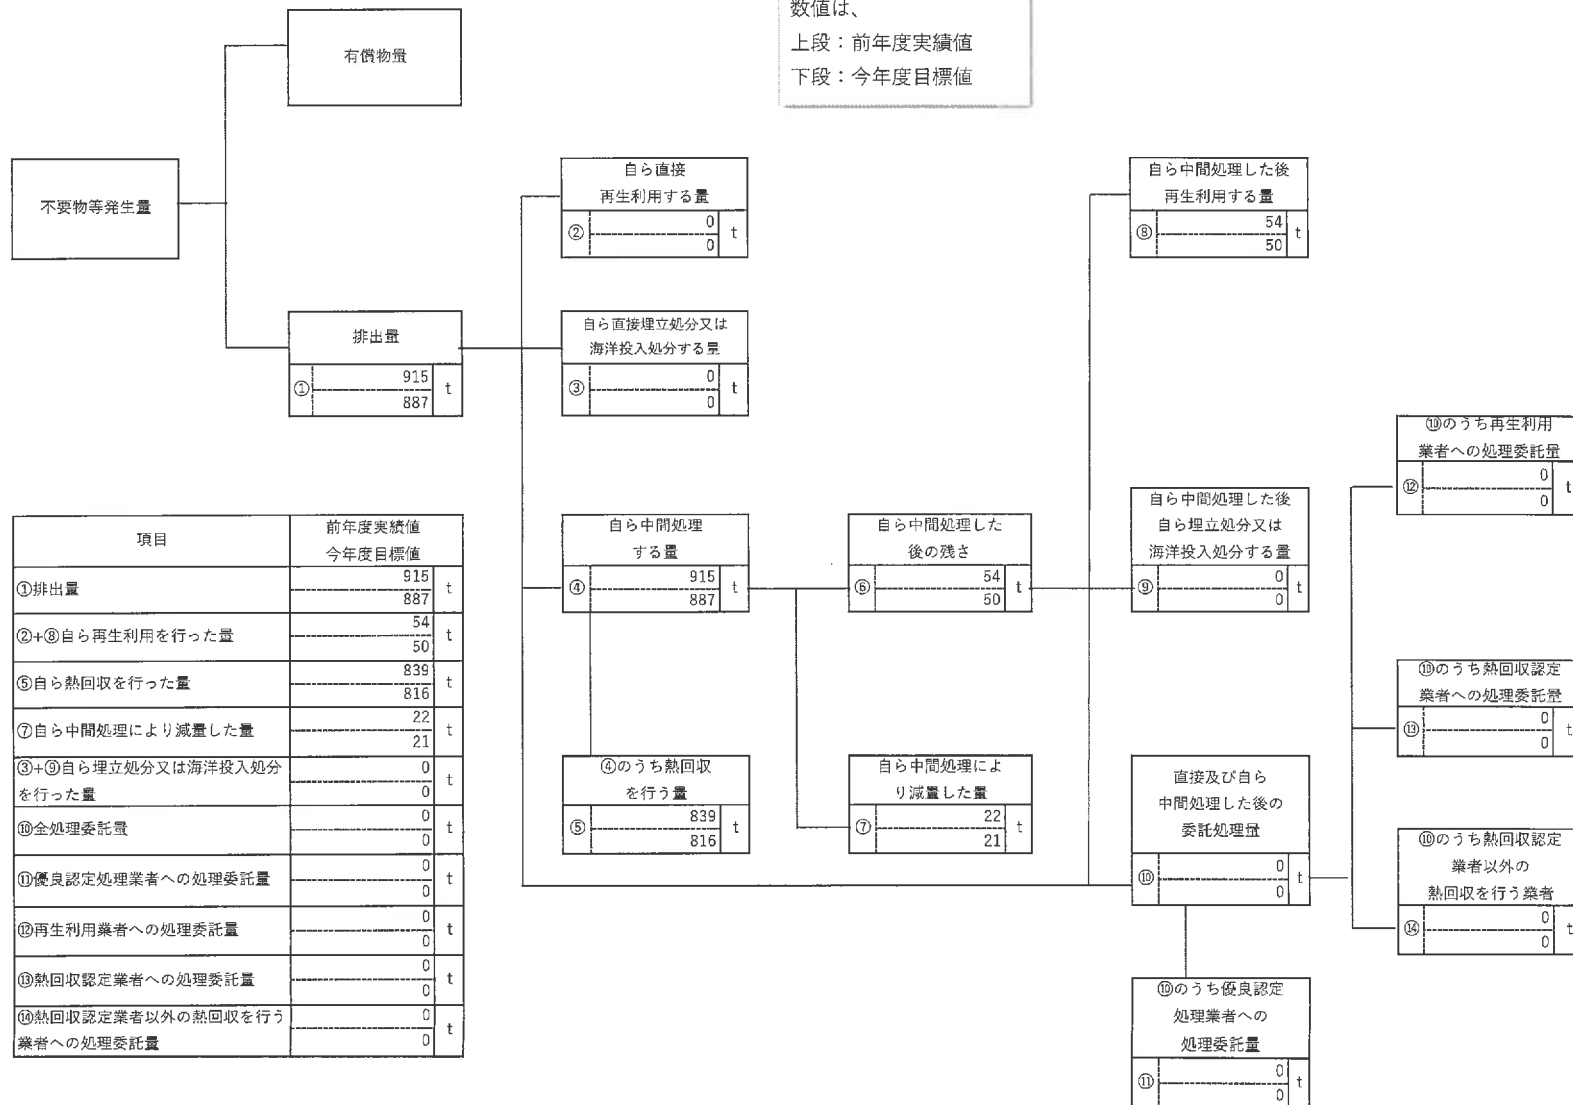 数値は、
上段：前年度実績値
下段：今年度目標値
有償物量
不要物等発生量
排出量
① 915 t
887
自ら直接
再生利用する量
② 0 t
0
自ら直接埋立処分又は
海洋投入処分する量
③ 0 t
0
自ら中間処理
する量
④ 915 t
887
④のうち熱回収
を行う量
⑤ 839 t
816
自ら中間処理した
後の残さ
⑥ 54 t
50
自ら中間処理によ
り減量した量
⑦ 22 t
21
自ら中間処理した後
再生利用する量
⑧ 54 t
50
自ら中間処理した後
自ら埋立処分又は
海洋投入処分する量
⑨ 0 t
0
直接及び自ら
中間処理した後の
委託処理量
⑩ 0 t
0
⑩のうち優良認定
処理業者への
処理委託量
⑪ 0 t
0
⑩のうち再生利用
業者への処理委託量
⑫ 0 t
0
⑩のうち熱回収認定
業者への処理委託量
⑬ 0 t
0
⑩のうち熱回収認定
業者以外の
熱回収を行う業者
⑭ 0 t
0
項目 前年度実績値
今年度目標値
①排出量 915 t
887
②+⑧自ら再生利用を行った量 54 t
50
⑤自ら熱回収を行った量 839 t
816
⑦自ら中間処理により減量した量 22 t
21
③+⑨自ら埋立処分又は海洋投入処分 0 t
を行った量 0
⑩全処理委託量 0 t
0
⑪優良認定処理業者への処理委託量 0 t
0
⑫再生利用業者への処理委託量 0 t
0
⑬熱回収認定業者への処理委託量 0 t
0
⑭熱回収認定業者以外の熱回収を行う 0 t
業者への処理委託量 0